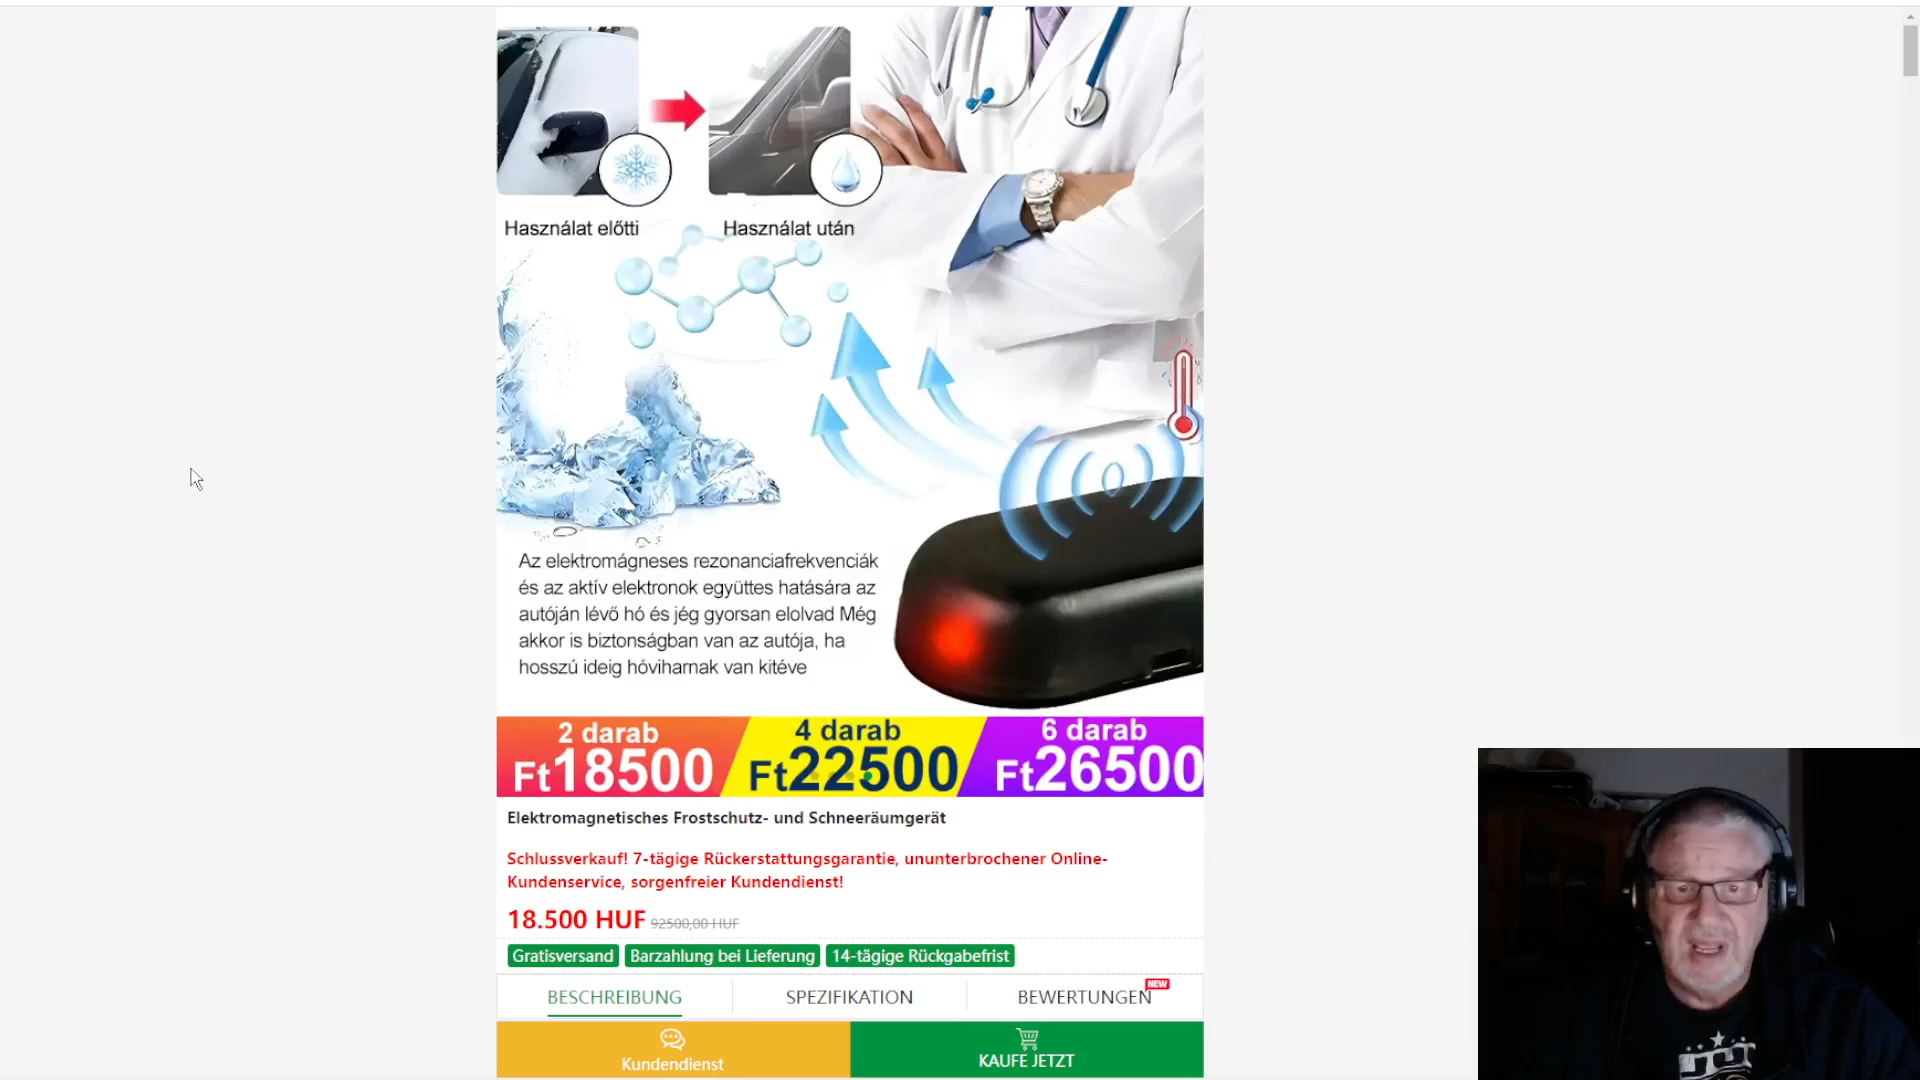 Használat előtti
Használat után
Az elektromágneses rezonanciafrekvenciák
és az aktív elektronok együttes hatására az
autóján lévő hó és jég gyorsan elolvad Még
akkor is biztonságban van az autója, ha
hosszú ideig hóviharnak van kitéve
2 darab
Ft18500
4 darab
Ft22500
6 darab
Ft26500
Elektromagnetisches Frostschutz- und Schneeräumgerät
Schlussverkauf! 7-tägige Rückerstattungsgarantie, ununterbrochener Online-
Kundenservice, sorgenfreier Kundendienst!
18.500 HUF 92500,00 HUF
Gratisversand Barzahlung bei Lieferung 14-tägige Rückgabefrist
BESCHREIBUNG SPEZIFIKATION BEWERTUNGEN NEW
Kundendienst
KAUFE JETZT